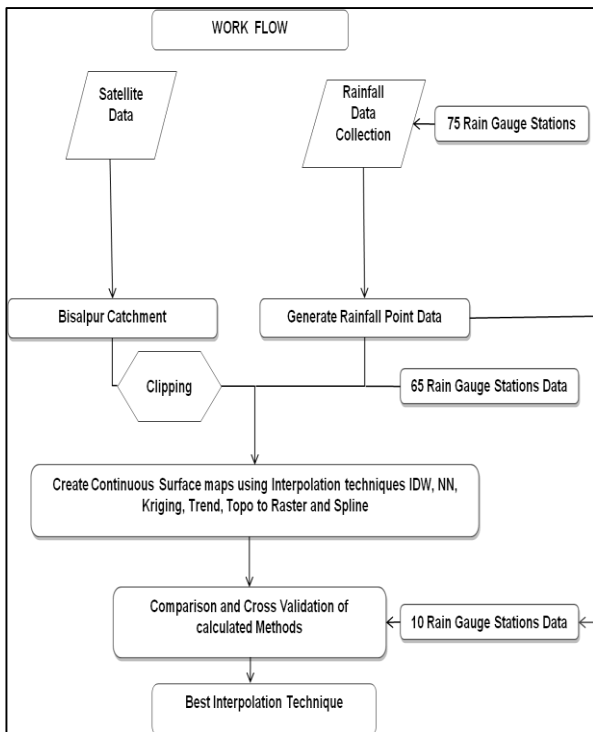 WORK FLOW
Satellite
Data
Rainfall
Data
Collection
75 Rain Gauge Stations
Bisalpur Catchment
Generate Rainfall Point Data
Clipping
65 Rain Gauge Stations Data
Create Continuous Surface maps using Interpolation techniques IDW, NN,
Kriging, Trend, Topo to Raster and Spline
Comparison and Cross Validation of
calculated Methods
10 Rain Gauge Stations Data
Best Interpolation Technique